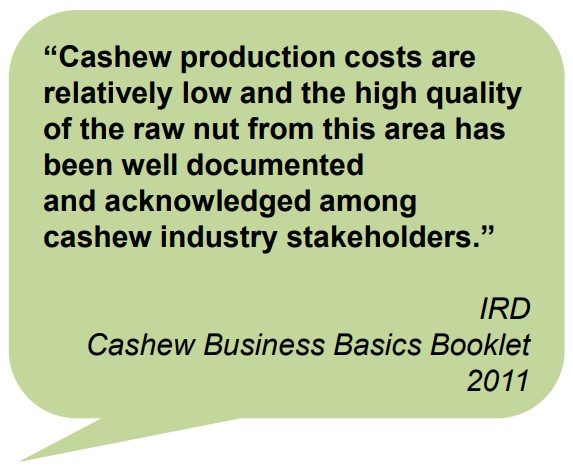 “Cashew production costs are
relatively low and the high quality
of the raw nut from this area has
been well documented
and acknowledged among
cashew industry stakeholders.”
IRD
Cashew Business Basics Booklet
2011